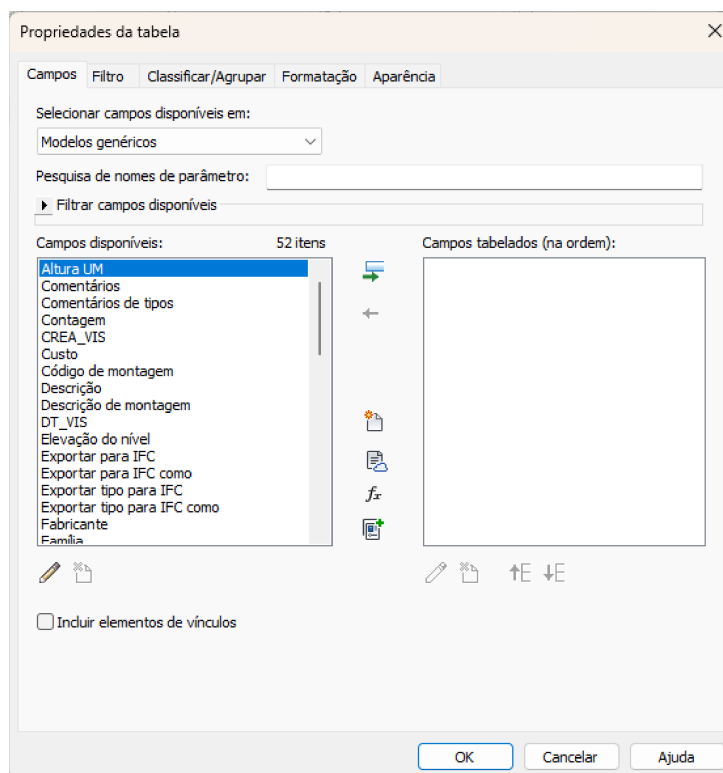 Propriedades da tabela
Campos Filtro Classificar/Agrupar Formatação Aparência
Selecionar campos disponíveis em:
Modelos genéricos
Pesquisa de nomes de parâmetro:
Filtrar campos disponíveis
Campos disponíveis: 52 itens Campos tabelados (na ordem):
Altura UM
Comentários
Comentários de tipos
Contagem
CREA_VIS
Custo
Código de montagem
Descrição
Descrição de montagem
DT_VIS
Elevação do nível
Exportar para IFC
Exportar para IFC como
Exportar tipo para IFC
Exportar tipo para IFC como
Fabricante
Família
fx
Incluir elementos de vínculos
OK Cancelar Ajuda